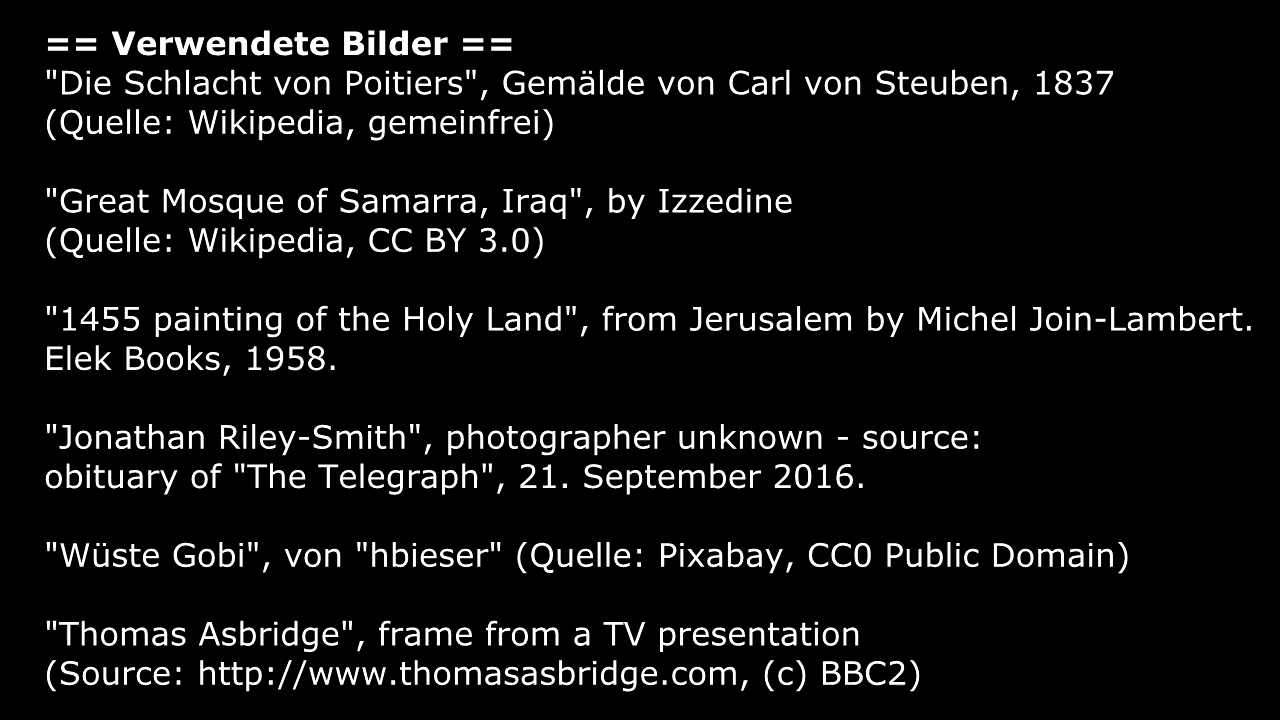 == Verwendete Bilder ==
"Die Schlacht von Poitiers", Gemälde von Carl von Steuben, 1837
(Quelle: Wikipedia, gemeinfrei)
"Great Mosque of Samarra, Iraq", by Izzedine
(Quelle: Wikipedia, CC BY 3.0)
"1455 painting of the Holy Land", from Jerusalem by Michel Join-Lambert.
Elek Books, 1958.
"Jonathan Riley-Smith", photographer unknown - source:
obituary of "The Telegraph", 21. September 2016.
"Wüste Gobi", von "hbieser" (Quelle: Pixabay, CC0 Public Domain)
"Thomas Asbridge", frame from a TV presentation
(Source: http://www.thomasasbridge.com, (c) BBC2)